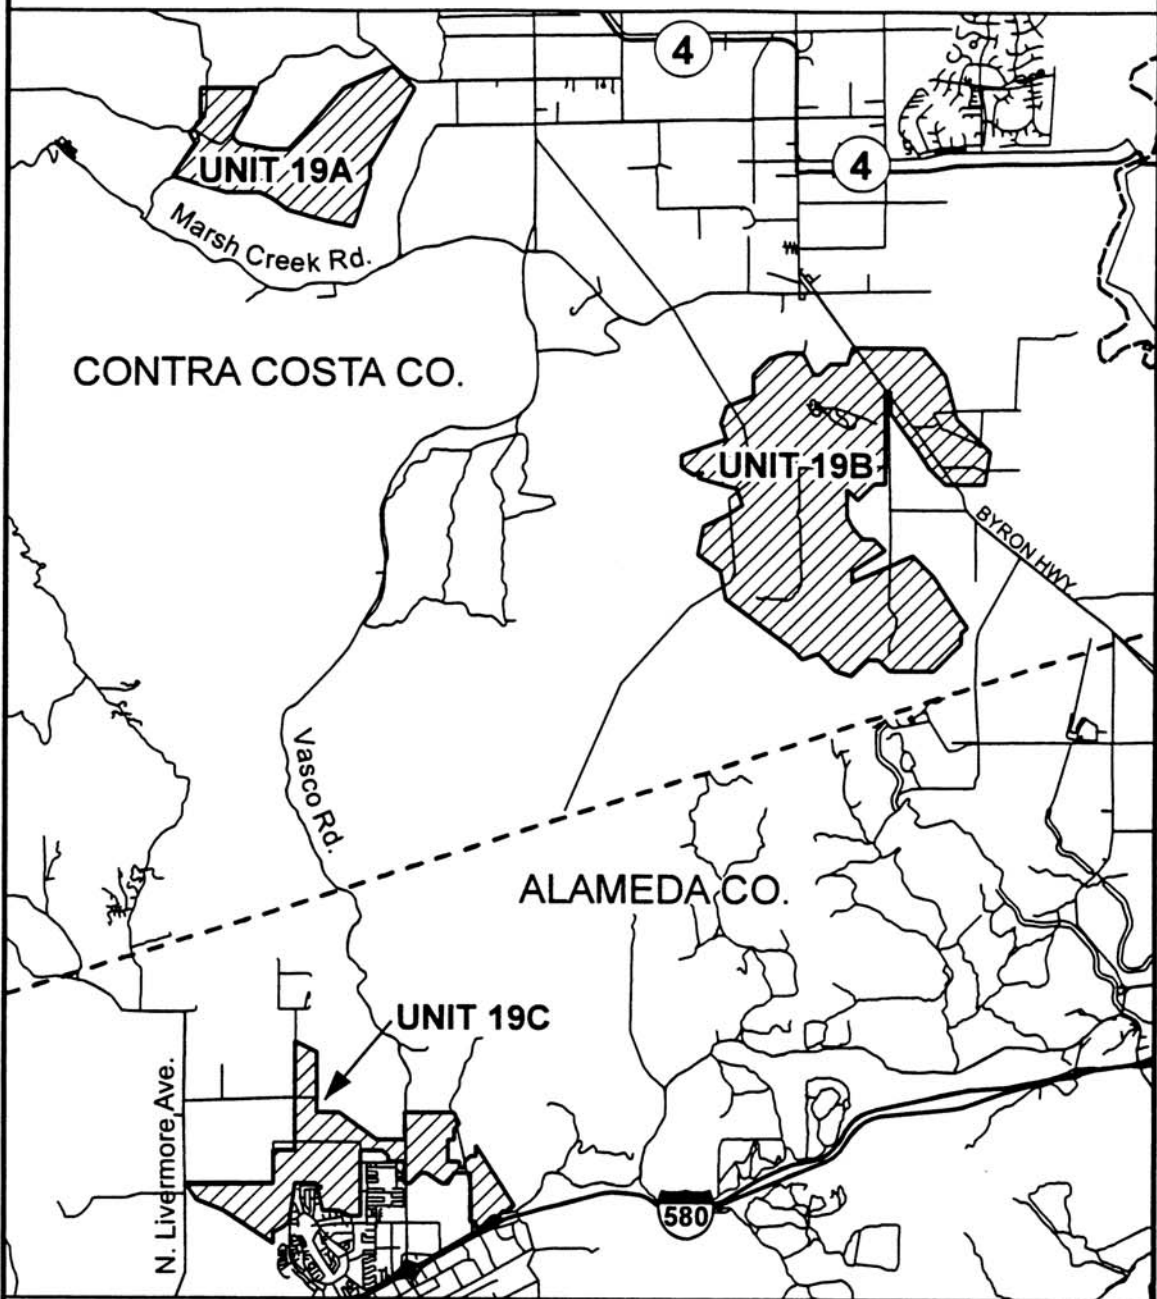 4
4
UNIT 19A
Marsh Creek Rd.
CONTRA COSTA CO.
UNIT 19B
BYRON HWY
Vasco Rd.
ALAMEDA CO.
UNIT 19C
N. Livermore Ave.
580